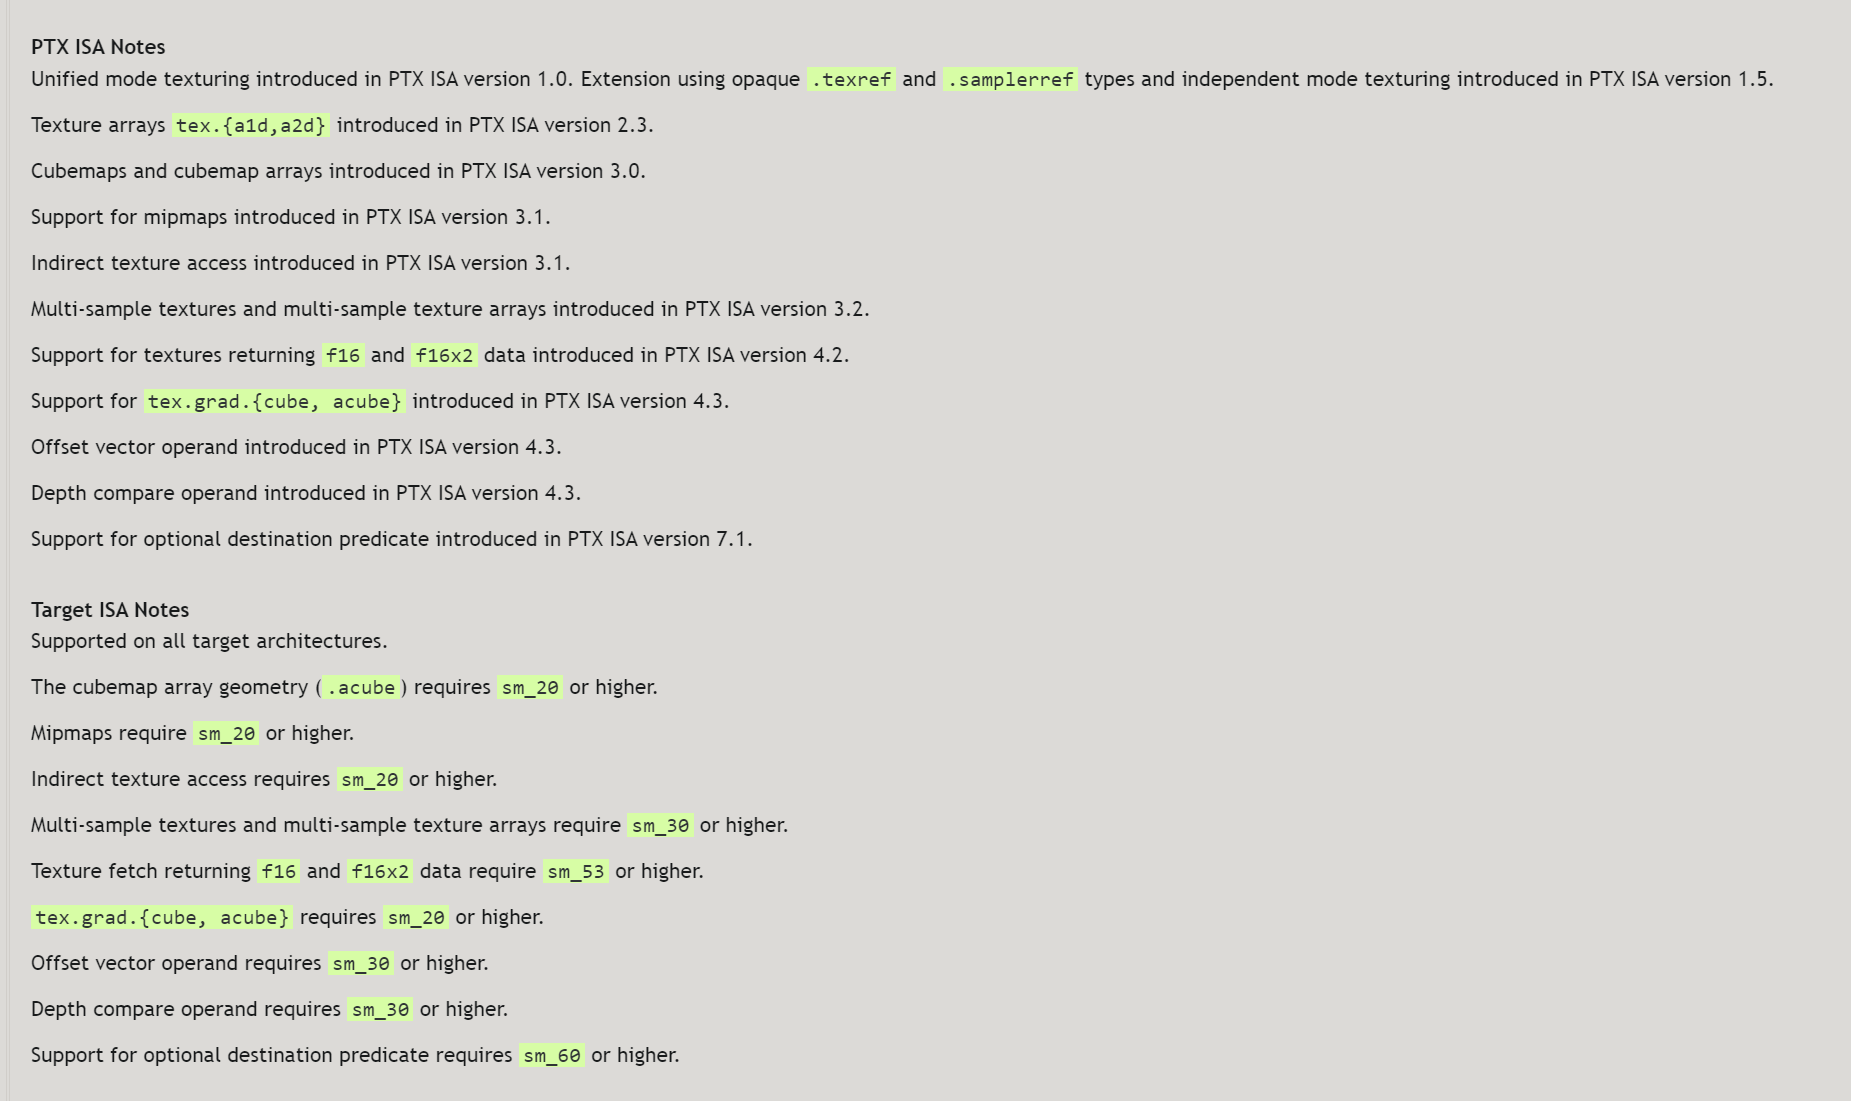 PTX ISA Notes
Unified mode texturing introduced in PTX ISA version 1.0. Extension using opaque .texref and .samplerref types and independent mode texturing introduced in PTX ISA version 1.5.
Texture arrays tex.{a1d,a2d} introduced in PTX ISA version 2.3.
Cubemaps and cubemap arrays introduced in PTX ISA version 3.0.
Support for mipmaps introduced in PTX ISA version 3.1.
Indirect texture access introduced in PTX ISA version 3.1.
Multi-sample textures and multi-sample texture arrays introduced in PTX ISA version 3.2.
Support for textures returning f16 and f16x2 data introduced in PTX ISA version 4.2.
Support for tex.grad.{cube, acube} introduced in PTX ISA version 4.3.
Offset vector operand introduced in PTX ISA version 4.3.
Depth compare operand introduced in PTX ISA version 4.3.
Support for optional destination predicate introduced in PTX ISA version 7.1.
Target ISA Notes
Supported on all target architectures.
The cubemap array geometry (.acube) requires sm_20 or higher.
Mipmaps require sm_20 or higher.
Indirect texture access requires sm_20 or higher.
Multi-sample textures and multi-sample texture arrays require sm_30 or higher.
Texture fetch returning f16 and f16x2 data require sm_53 or higher.
tex.grad.{cube, acube} requires sm_20 or higher.
Offset vector operand requires sm_30 or higher.
Depth compare operand requires sm_30 or higher.
Support for optional destination predicate requires sm_60 or higher.